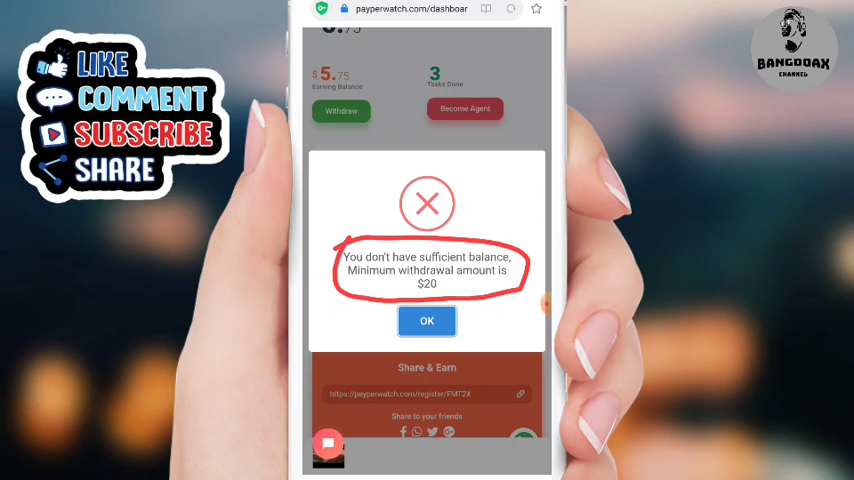 payperwatch.com/dashboar
$ 5.75
Earning Balance
3
Tasks Done
Withdraw
Become Agent
LIKE
COMMENT
SUBSCRIBE
SHARE
BANGDOAX
CHANNEL
You don't have sufficient balance,
Minimum withdrawal amount is
$20
OK
Share & Earn
https://payperwatch.com/register/FMT2X
Share to your friends